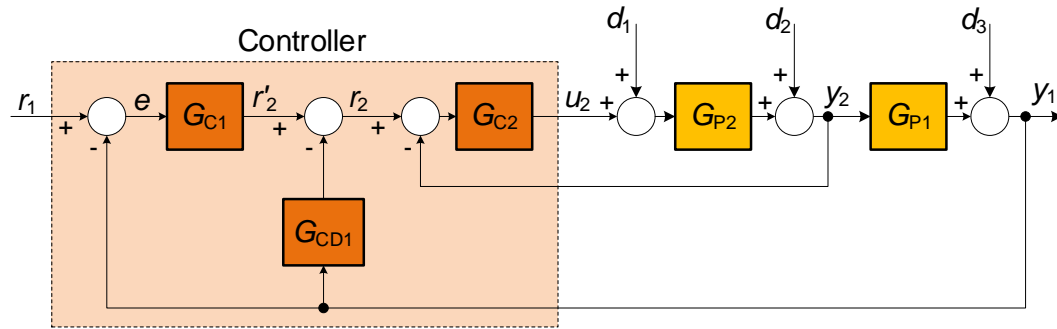 d1 d2 d3
Controller
+ + +
r1 e GC1 r'2 r2 GC2 u2 GP2 y2 GP1 y1
+ + + + + +
- - -
GCD1